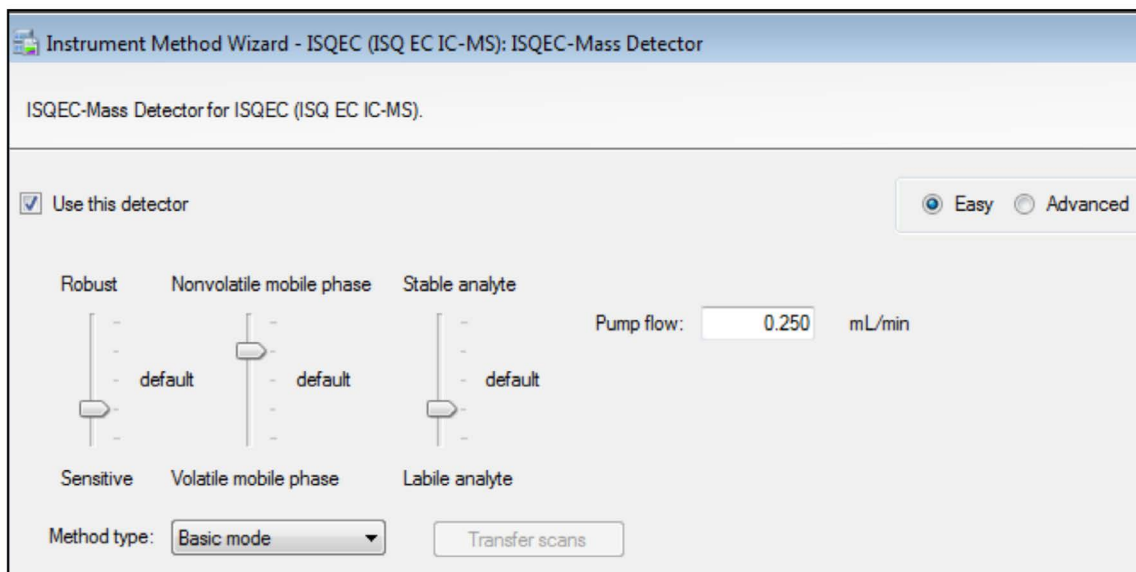 Instrument Method Wizard - ISQEC (ISQ EC IC-MS): ISQEC-Mass Detector
ISQEC-Mass Detector for ISQEC (ISQ EC IC-MS).
Use this detector
Easy Advanced
Robust Nonvolatile mobile phase Stable analyte
Pump flow: 0.250 mL/min
default default default
Sensitive Volatile mobile phase Labile analyte
Method type: Basic mode Transfer scans